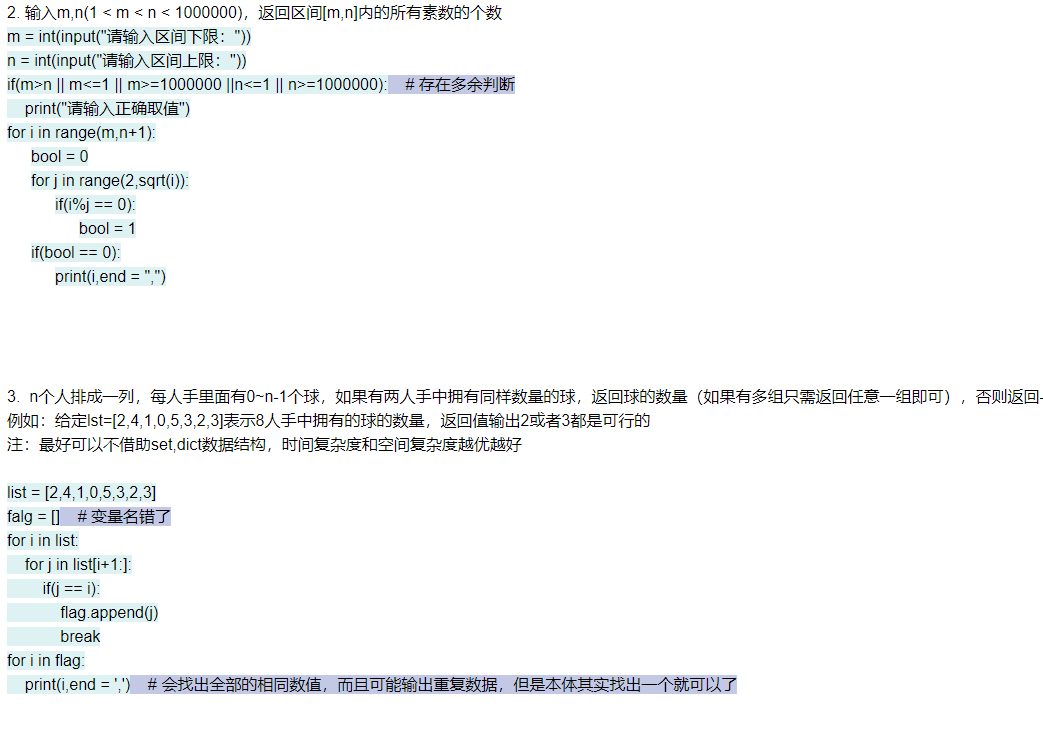 2. 输入m,n(1 < m < n < 1000000)，返回区间[m,n]内的所有素数的个数
m = int(input("请输入区间下限："))
n = int(input("请输入区间上限："))
if(m>n || m<=1 || m>=1000000 ||n<=1 || n>=1000000):    # 存在多余判断
    print("请输入正确取值")
for i in range(m,n+1):
    bool = 0
    for j in range(2,sqrt(i)):
        if(i%j == 0):
            bool = 1
    if(bool == 0):
        print(i,end = ",")
3.  n个人排成一列，每人手里面有0~n-1个球，如果有两人手中拥有同样数量的球，返回球的数量（如果有多组只需返回任意一组即可），否则返回-
例如：给定lst=[2,4,1,0,5,3,2,3]表示8人手中拥有的球的数量，返回值输出2或者3都是可行的
注：最好可以不借助set,dict数据结构，时间复杂度和空间复杂度越优越好
list = [2,4,1,0,5,3,2,3]
falg = []    # 变量名错了
for i in list:
    for j in list[i+1:]:
        if(j == i):
            flag.append(j)
            break
for i in flag:
    print(i,end = ',')    # 会找出全部的相同数值，而且可能输出重复数据，但是本体其实找出一个就可以了